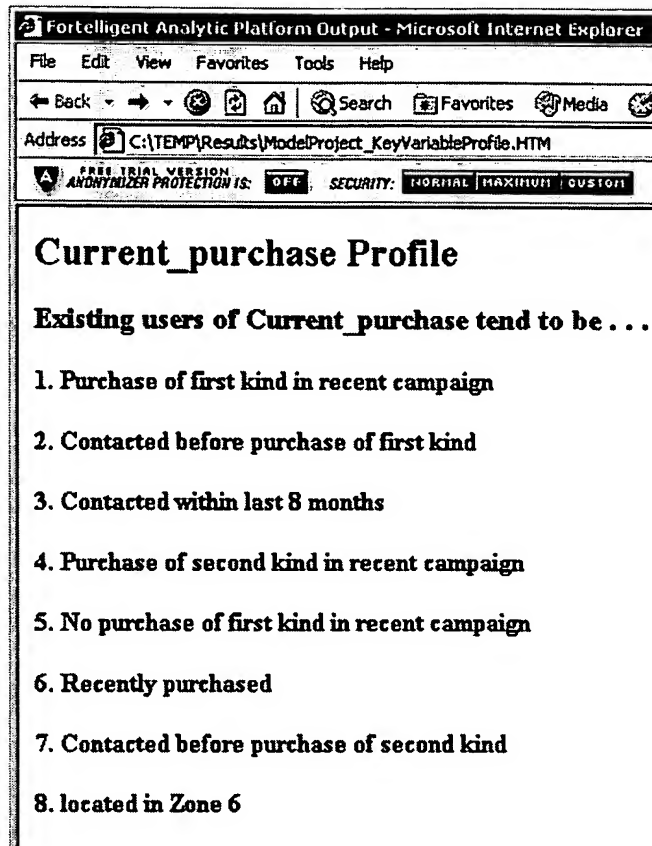 Fortelligent Analytic Platform Output - Microsoft Internet Explorer
File Edit View Favorites Tools Help
Back Search Favorites Media
Address C:\TEMP\Results\ModelProject_KeyVariableProfile.HTM
FREE TRIAL VERSION
ANONYMIZER PROTECTION IS: OFF SECURITY: NORMAL MAXIMUM CUSTOM
Current_purchase Profile
Existing users of Current_purchase tend to be . . .
1. Purchase of first kind in recent campaign
2. Contacted before purchase of first kind
3. Contacted within last 8 months
4. Purchase of second kind in recent campaign
5. No purchase of first kind in recent campaign
6. Recently purchased
7. Contacted before purchase of second kind
8. located in Zone 6